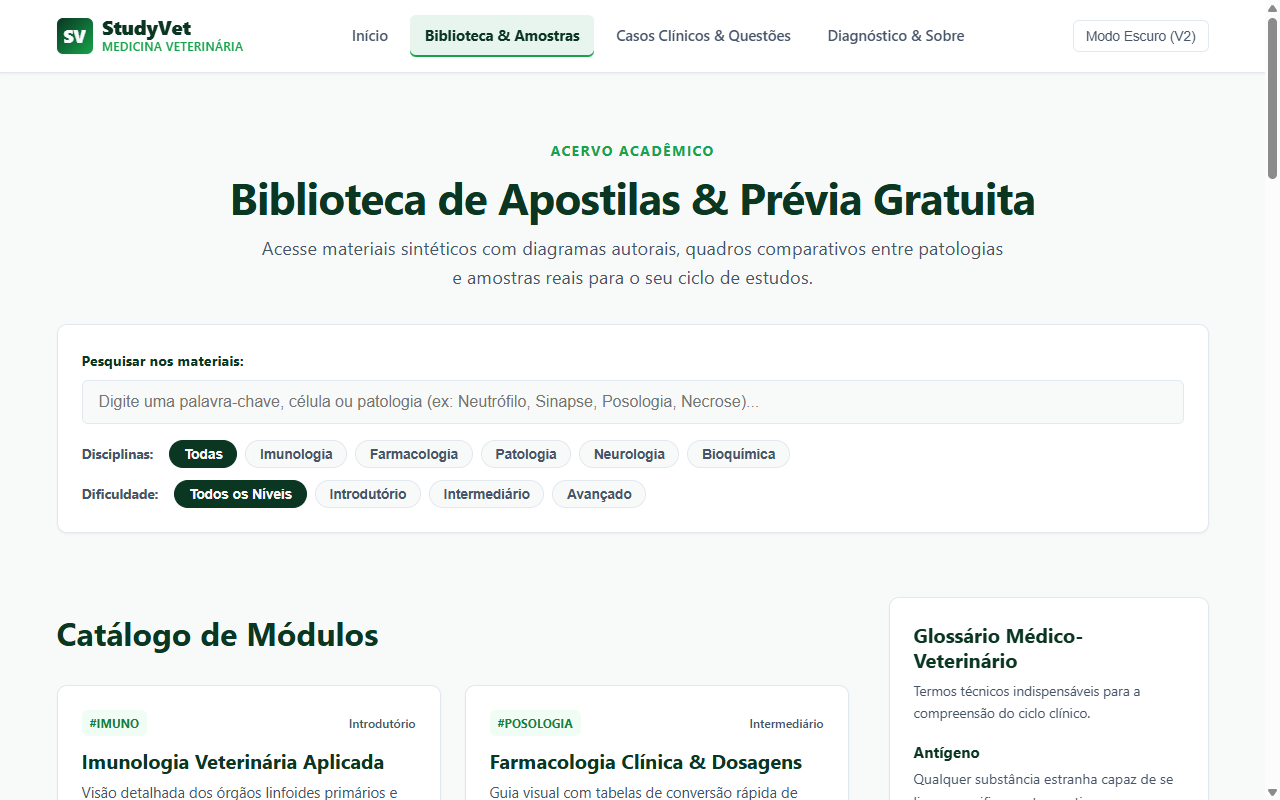 SV
StudyVet
MEDICINA VETERINÁRIA
Início
Biblioteca & Amostras
Casos Clínicos & Questões
Diagnóstico & Sobre
Modo Escuro (V2)
ACERVO ACADÊMICO
Biblioteca de Apostilas & Prévia Gratuita
Acesse materiais sintéticos com diagramas autorais, quadros comparativos entre patologias
e amostras reais para o seu ciclo de estudos.
Pesquisar nos materiais:
Digite uma palavra-chave, célula ou patologia (ex: Neutrófilo, Sinapse, Posologia, Necrose)...
Disciplinas:
Todas
Imunologia
Farmacologia
Patologia
Neurologia
Bioquímica
Dificuldade:
Todos os Níveis
Introdutório
Intermediário
Avançado
Catálogo de Módulos
#IMUNO
Introdutório
Imunologia Veterinária Aplicada
Visão detalhada dos órgãos linfoides primários e
#POSOLOGIA
Intermediário
Farmacologia Clínica & Dosagens
Guia visual com tabelas de conversão rápida de
Glossário Médico-
Veterinário
Termos técnicos indispensáveis para a
compreensão do ciclo clínico.
Antígeno
Qualquer substância estranha capaz de se